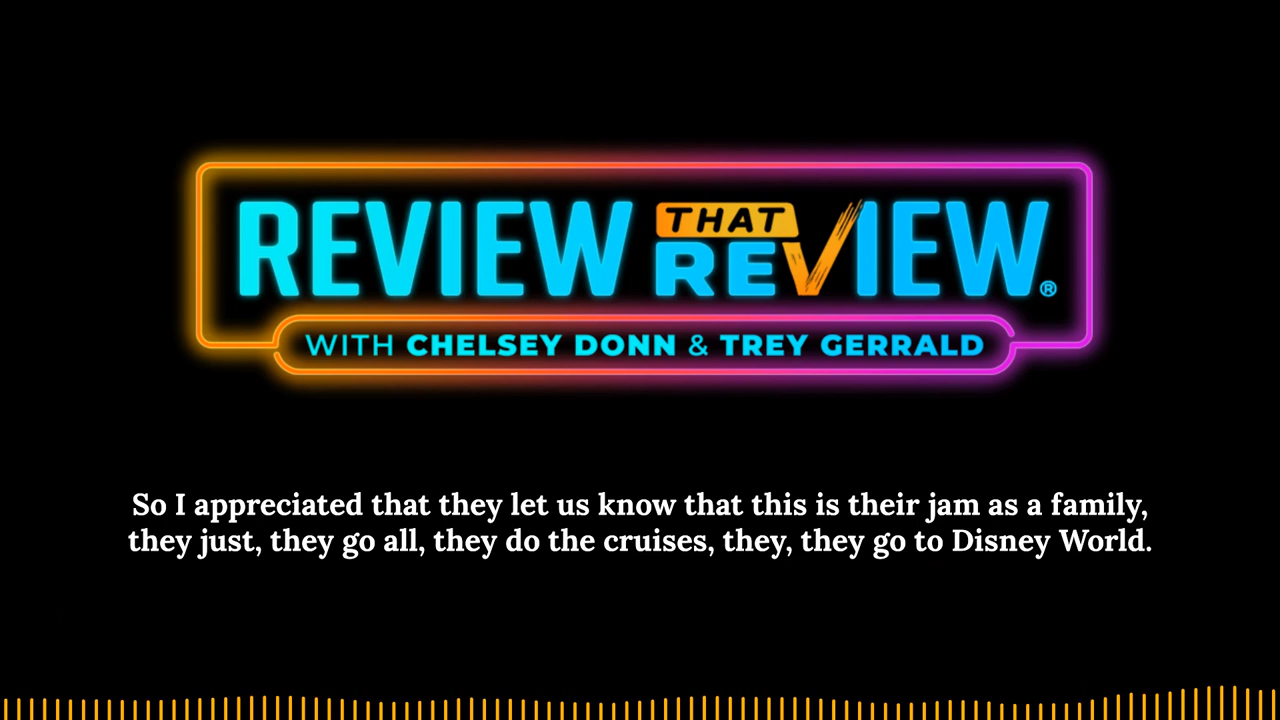 REVIEW THAT REVIEW®
WITH CHELSEY DONN & TREY GERRALD
So I appreciated that they let us know that this is their jam as a family,
they just, they go all, they do the cruises, they, they go to Disney World.